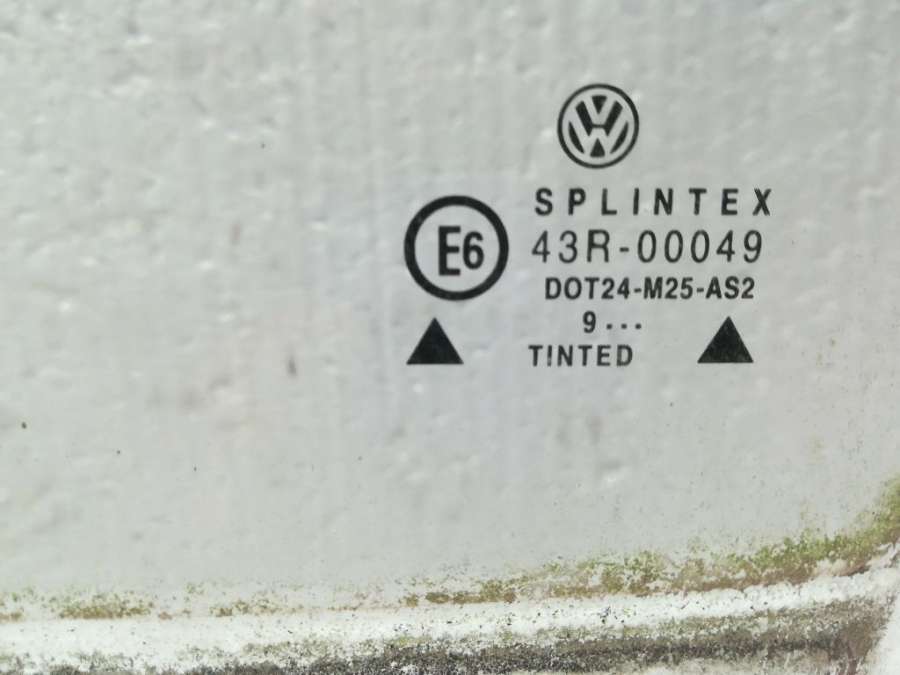 SPLINTEX
E6
43R-00049
DOT24-M25-AS2
9...
TINTED